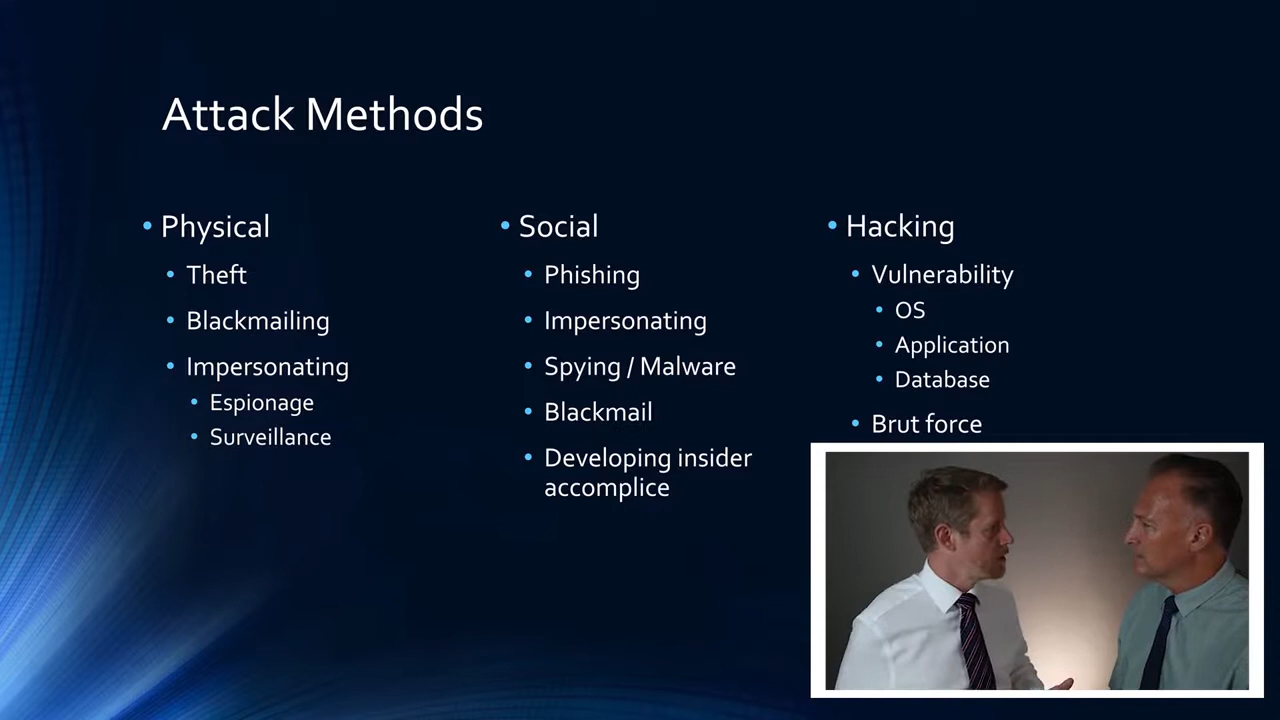 Attack Methods
• Physical
• Theft
• Blackmailing
• Impersonating
• Espionage
• Surveillance
• Social
• Phishing
• Impersonating
• Spying / Malware
• Blackmail
• Developing insider
accomplice
• Hacking
• Vulnerability
• OS
• Application
• Database
• Brut force